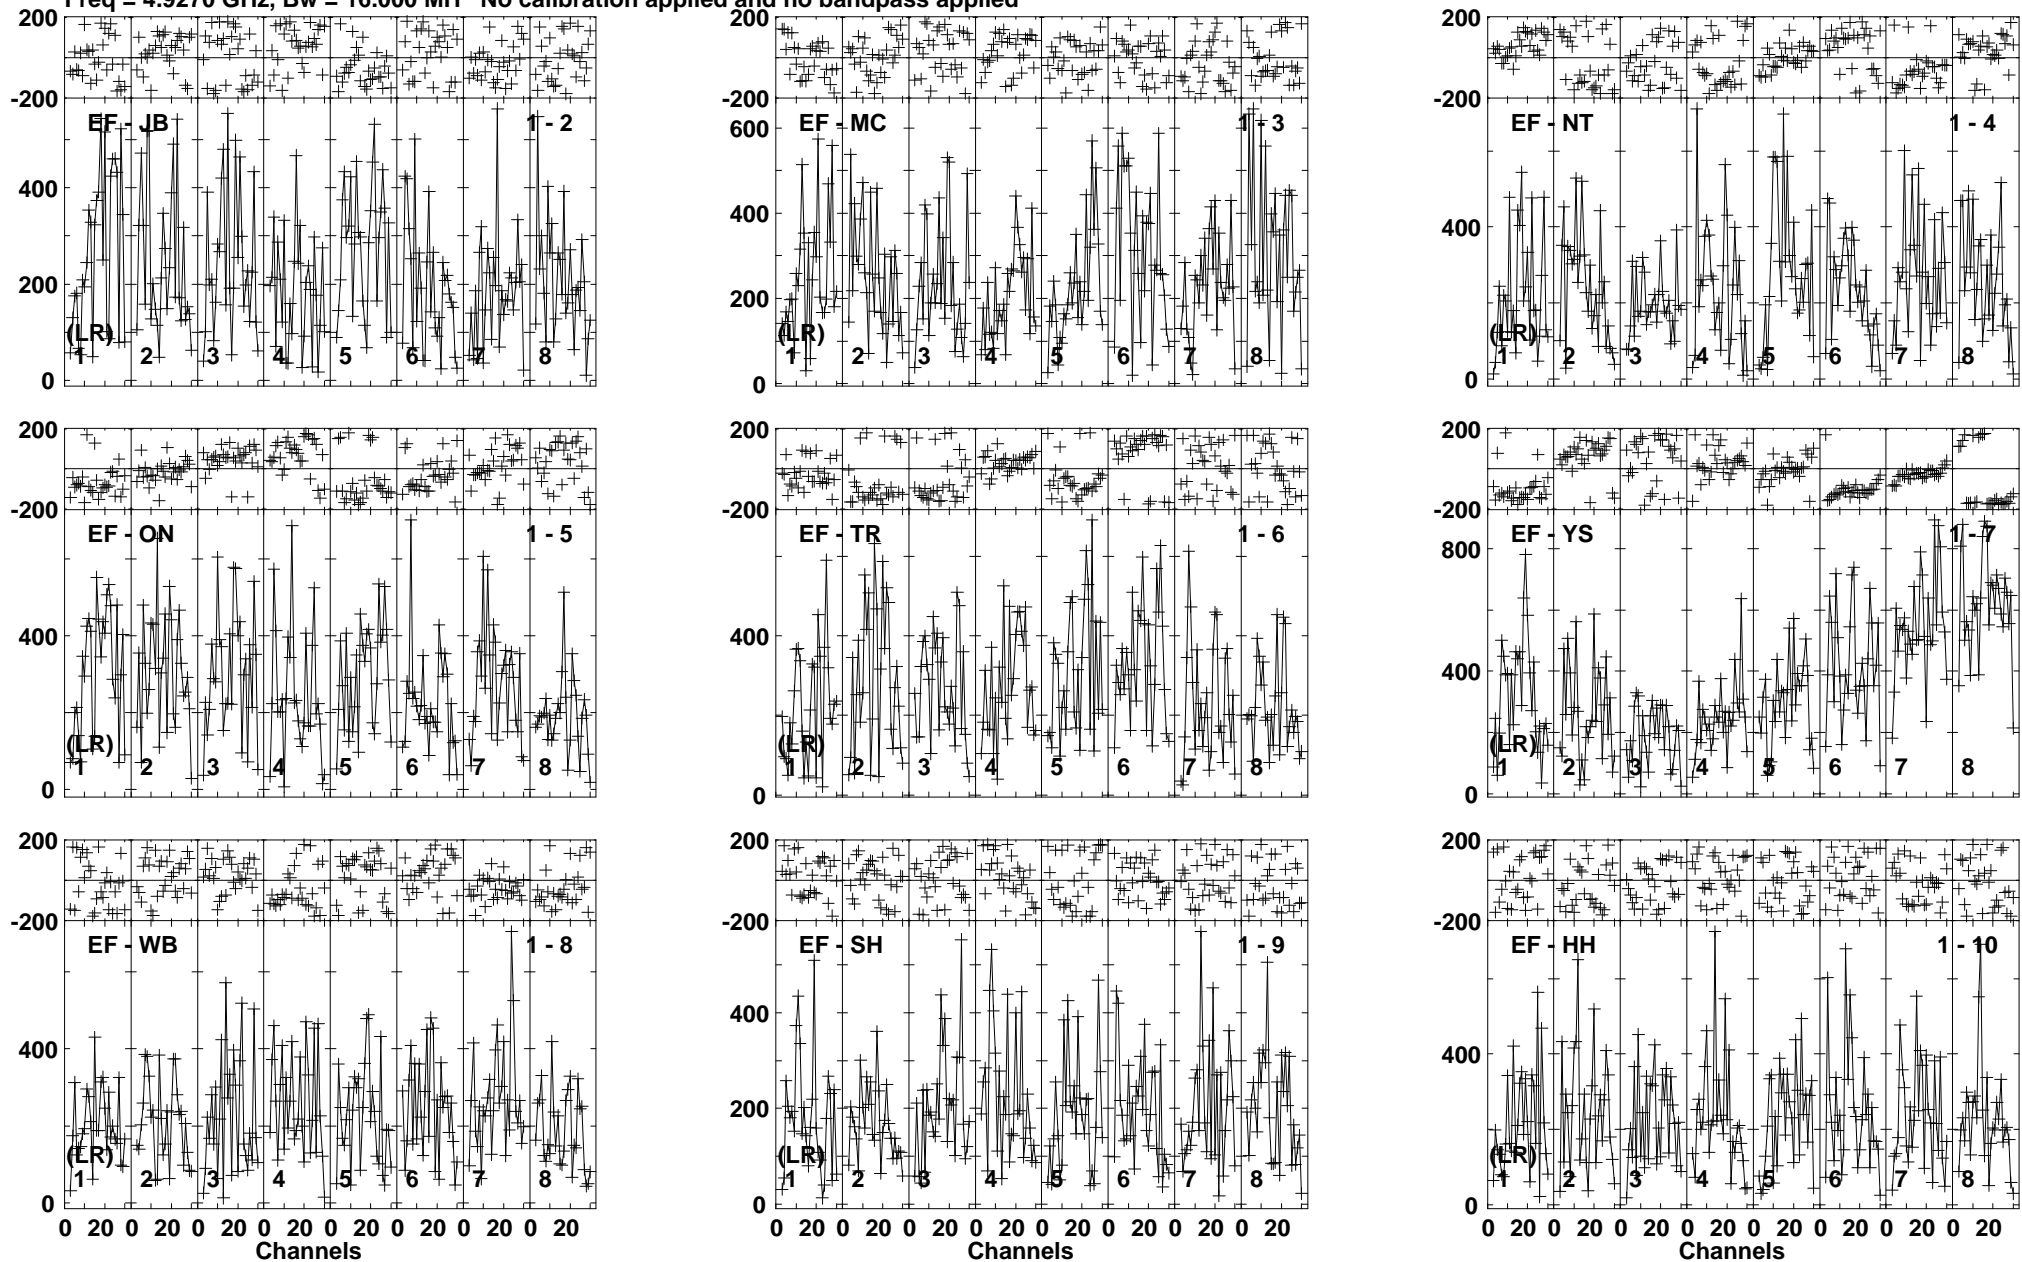 Freq = 4.9270 GHz, Bw = 16.000 MH No calibration applied and no bandpass applied
200
-200
EF - JB
1 - 2
400
200
0
(LR)
1 2 3 4 5 6 7 8
200
-200
EF - MC
1 - 3
600
400
200
0
(LR)
1 2 3 4 5 6 7 8
200
-200
EF - NT
1 - 4
400
0
(LR)
1 2 3 4 5 6 7 8
200
-200
EF - ON
1 - 5
400
0
(LR)
1 2 3 4 5 6 7 8
200
-200
EF - TR
1 - 6
400
0
(LR)
1 2 3 4 5 6 7 8
200
-200
EF - YS
1 - 7
800
400
0
(LR)
1 2 3 4 5 6 7 8
200
-200
EF - WB
1 - 8
400
0
(LR)
1 2 3 4 5 6 7 8
0 20 0 20 0 20 0 20 0 20 0 20 0 20 0 20
Channels
200
-200
EF - SH
1 - 9
400
200
0
(LR)
1 2 3 4 5 6 7 8
0 20 0 20 0 20 0 20 0 20 0 20 0 20 0 20
Channels
200
-200
EF - HH
1 - 10
400
0
(LR)
1 2 3 4 5 6 7 8
0 20 0 20 0 20 0 20 0 20 0 20 0 20 0 20
Channels